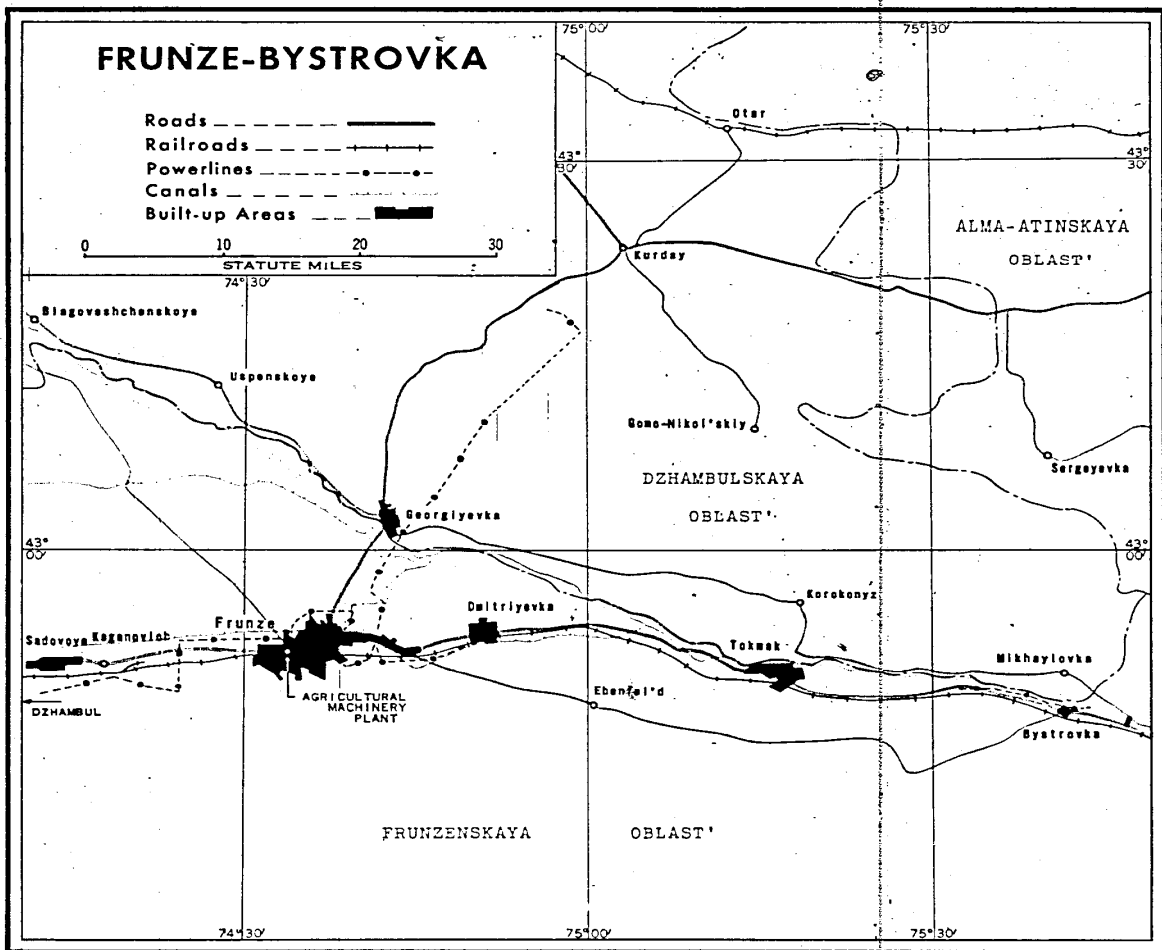 FRUNZE-BYSTROVKA
Roads
Railroads
Powerlines
Canals
Built-up Areas
0 10 20 30
STATUTE MILES
75° 00' 75° 30'
Otar
43° 30' 43° 30'
ALMA-ATINSKAYA
OBLAST'
Kurday
74° 30'
Blagoveshchenskoye
Uspenskoye
Gomo-Nikol'skiy
Sergeyevka
DZHAMBULSKAYA
OBLAST'
Georgiyevka
43° 00' 43° 00'
Korokonyz
Dmitriyevka
Frunze
Sadovoye Kaganovich
Tokmak
Mikhaylovka
Ebenfel'd
AGRICULTURAL
MACHINERY
PLANT
DZHAMBUL
Bystrovka
FRUNZENSKAYA OBLAST'
74° 30' 75° 00' 75° 30'